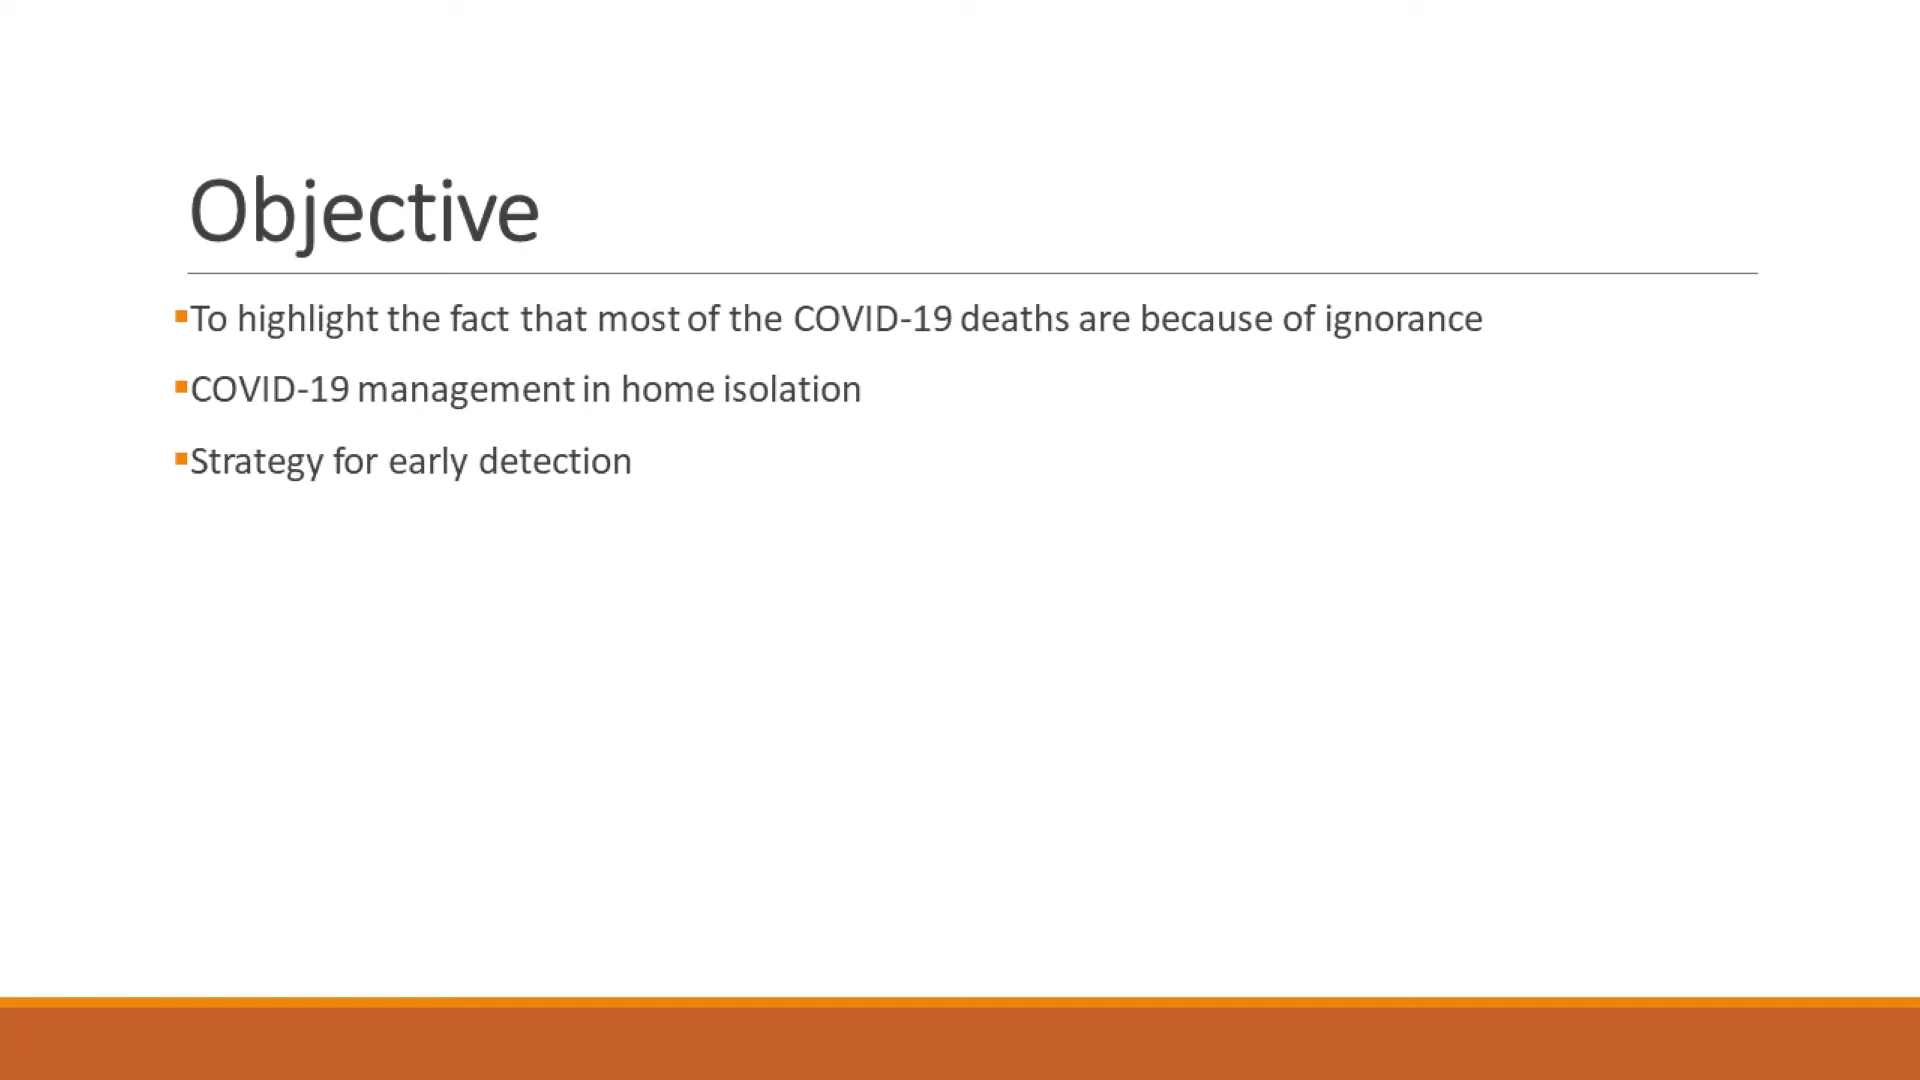 Objective
▪To highlight the fact that most of the COVID-19 deaths are because of ignorance
▪COVID-19 management in home isolation
▪Strategy for early detection